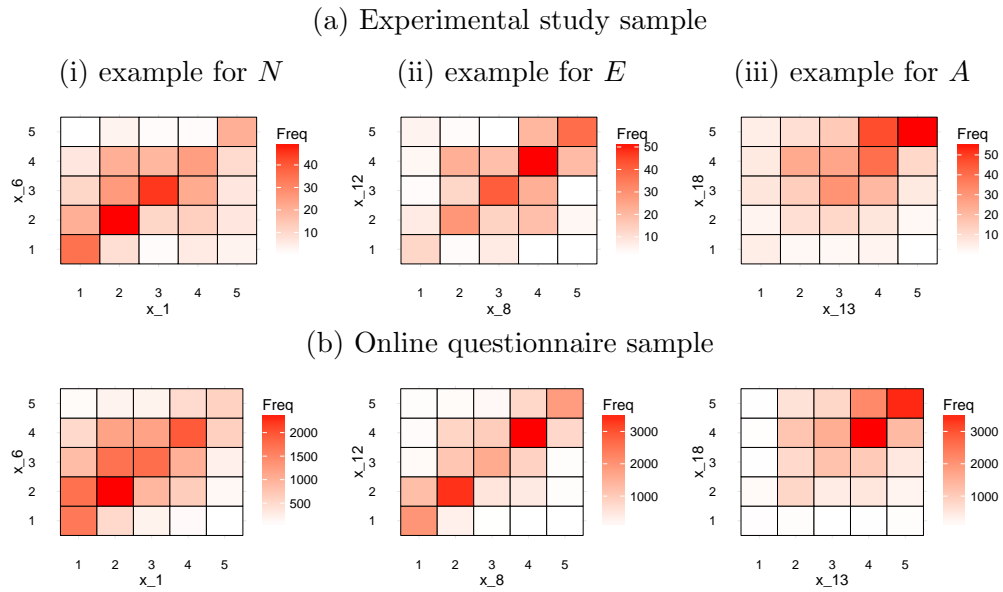 (a) Experimental study sample
(i) example for N
(ii) example for E
(iii) example for A
x_6
5
4
3
2
1
1 2 3 4 5
x_1
Freq
40
30
20
10
x_12
5
4
3
2
1
1 2 3 4 5
x_8
Freq
50
40
30
20
10
x_18
5
4
3
2
1
1 2 3 4 5
x_13
Freq
50
40
30
20
10
(b) Online questionnaire sample
x_6
5
4
3
2
1
1 2 3 4 5
x_1
Freq
2000
1500
1000
500
x_12
5
4
3
2
1
1 2 3 4 5
x_8
Freq
3000
2000
1000
x_18
5
4
3
2
1
1 2 3 4 5
x_13
Freq
3000
2000
1000